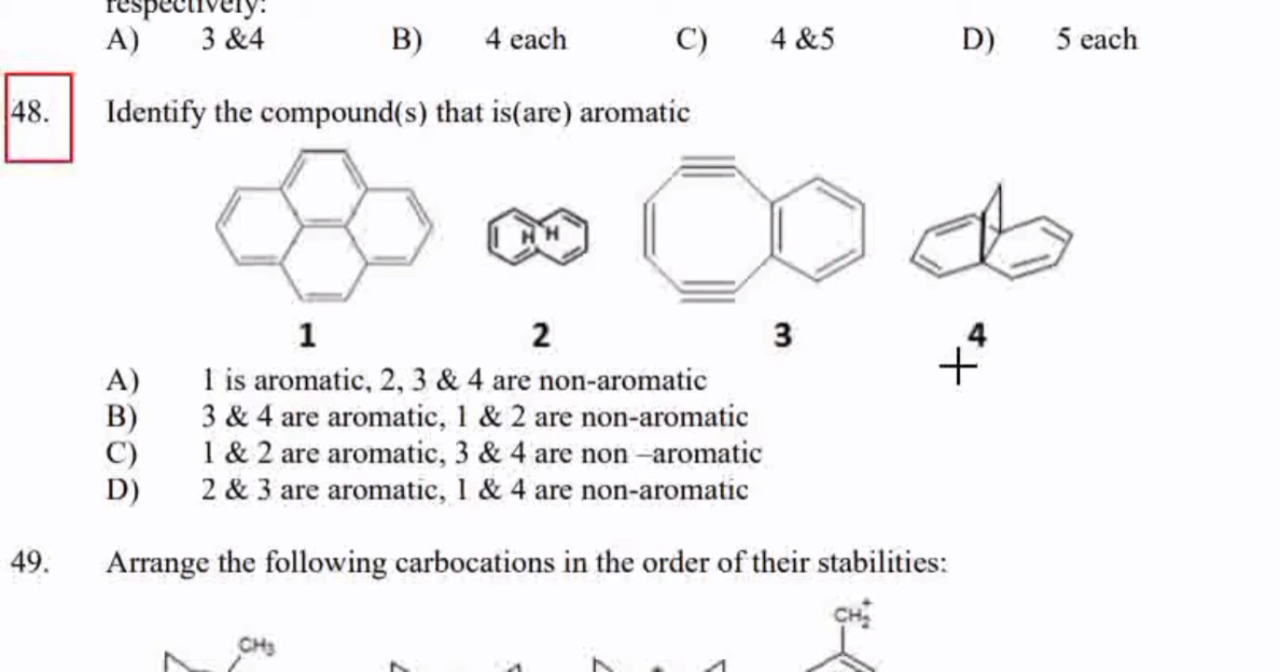 respectively:
A) 3 &4 B) 4 each C) 4 &5 D) 5 each
48. Identify the compound(s) that is(are) aromatic
H H
1 2 3 4
A) 1 is aromatic, 2, 3 & 4 are non-aromatic
B) 3 & 4 are aromatic, 1 & 2 are non-aromatic
C) 1 & 2 are aromatic, 3 & 4 are non –aromatic
D) 2 & 3 are aromatic, 1 & 4 are non-aromatic
49. Arrange the following carbocations in the order of their stabilities:
CH₂⁺
CH₃